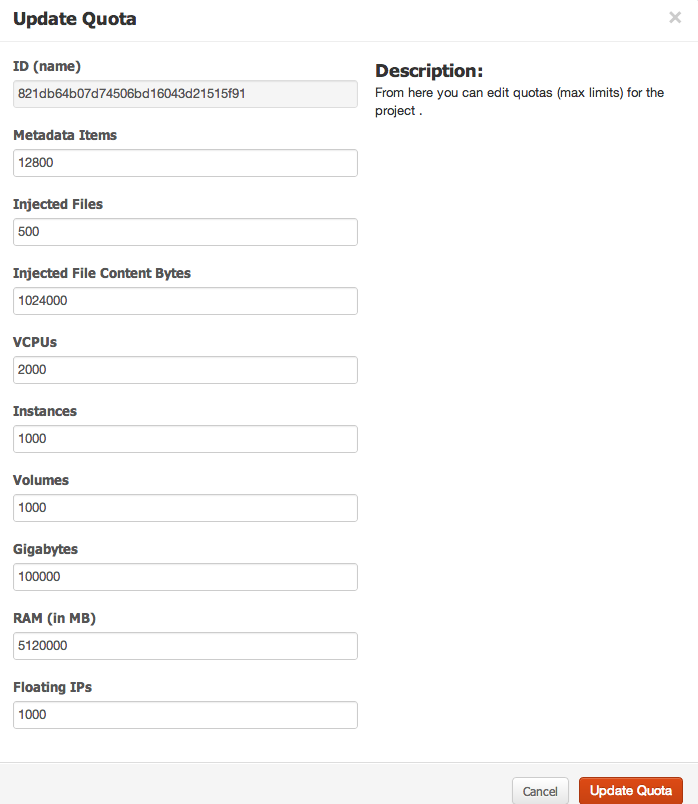 Update Quota
×
ID (name)
821db64b07d74506bd16043d21515f91
Metadata Items
12800
Injected Files
500
Injected File Content Bytes
1024000
VCPUs
2000
Instances
1000
Volumes
1000
Gigabytes
100000
RAM (in MB)
5120000
Floating IPs
1000
Description:
From here you can edit quotas (max limits) for the
project .
Cancel
Update Quota